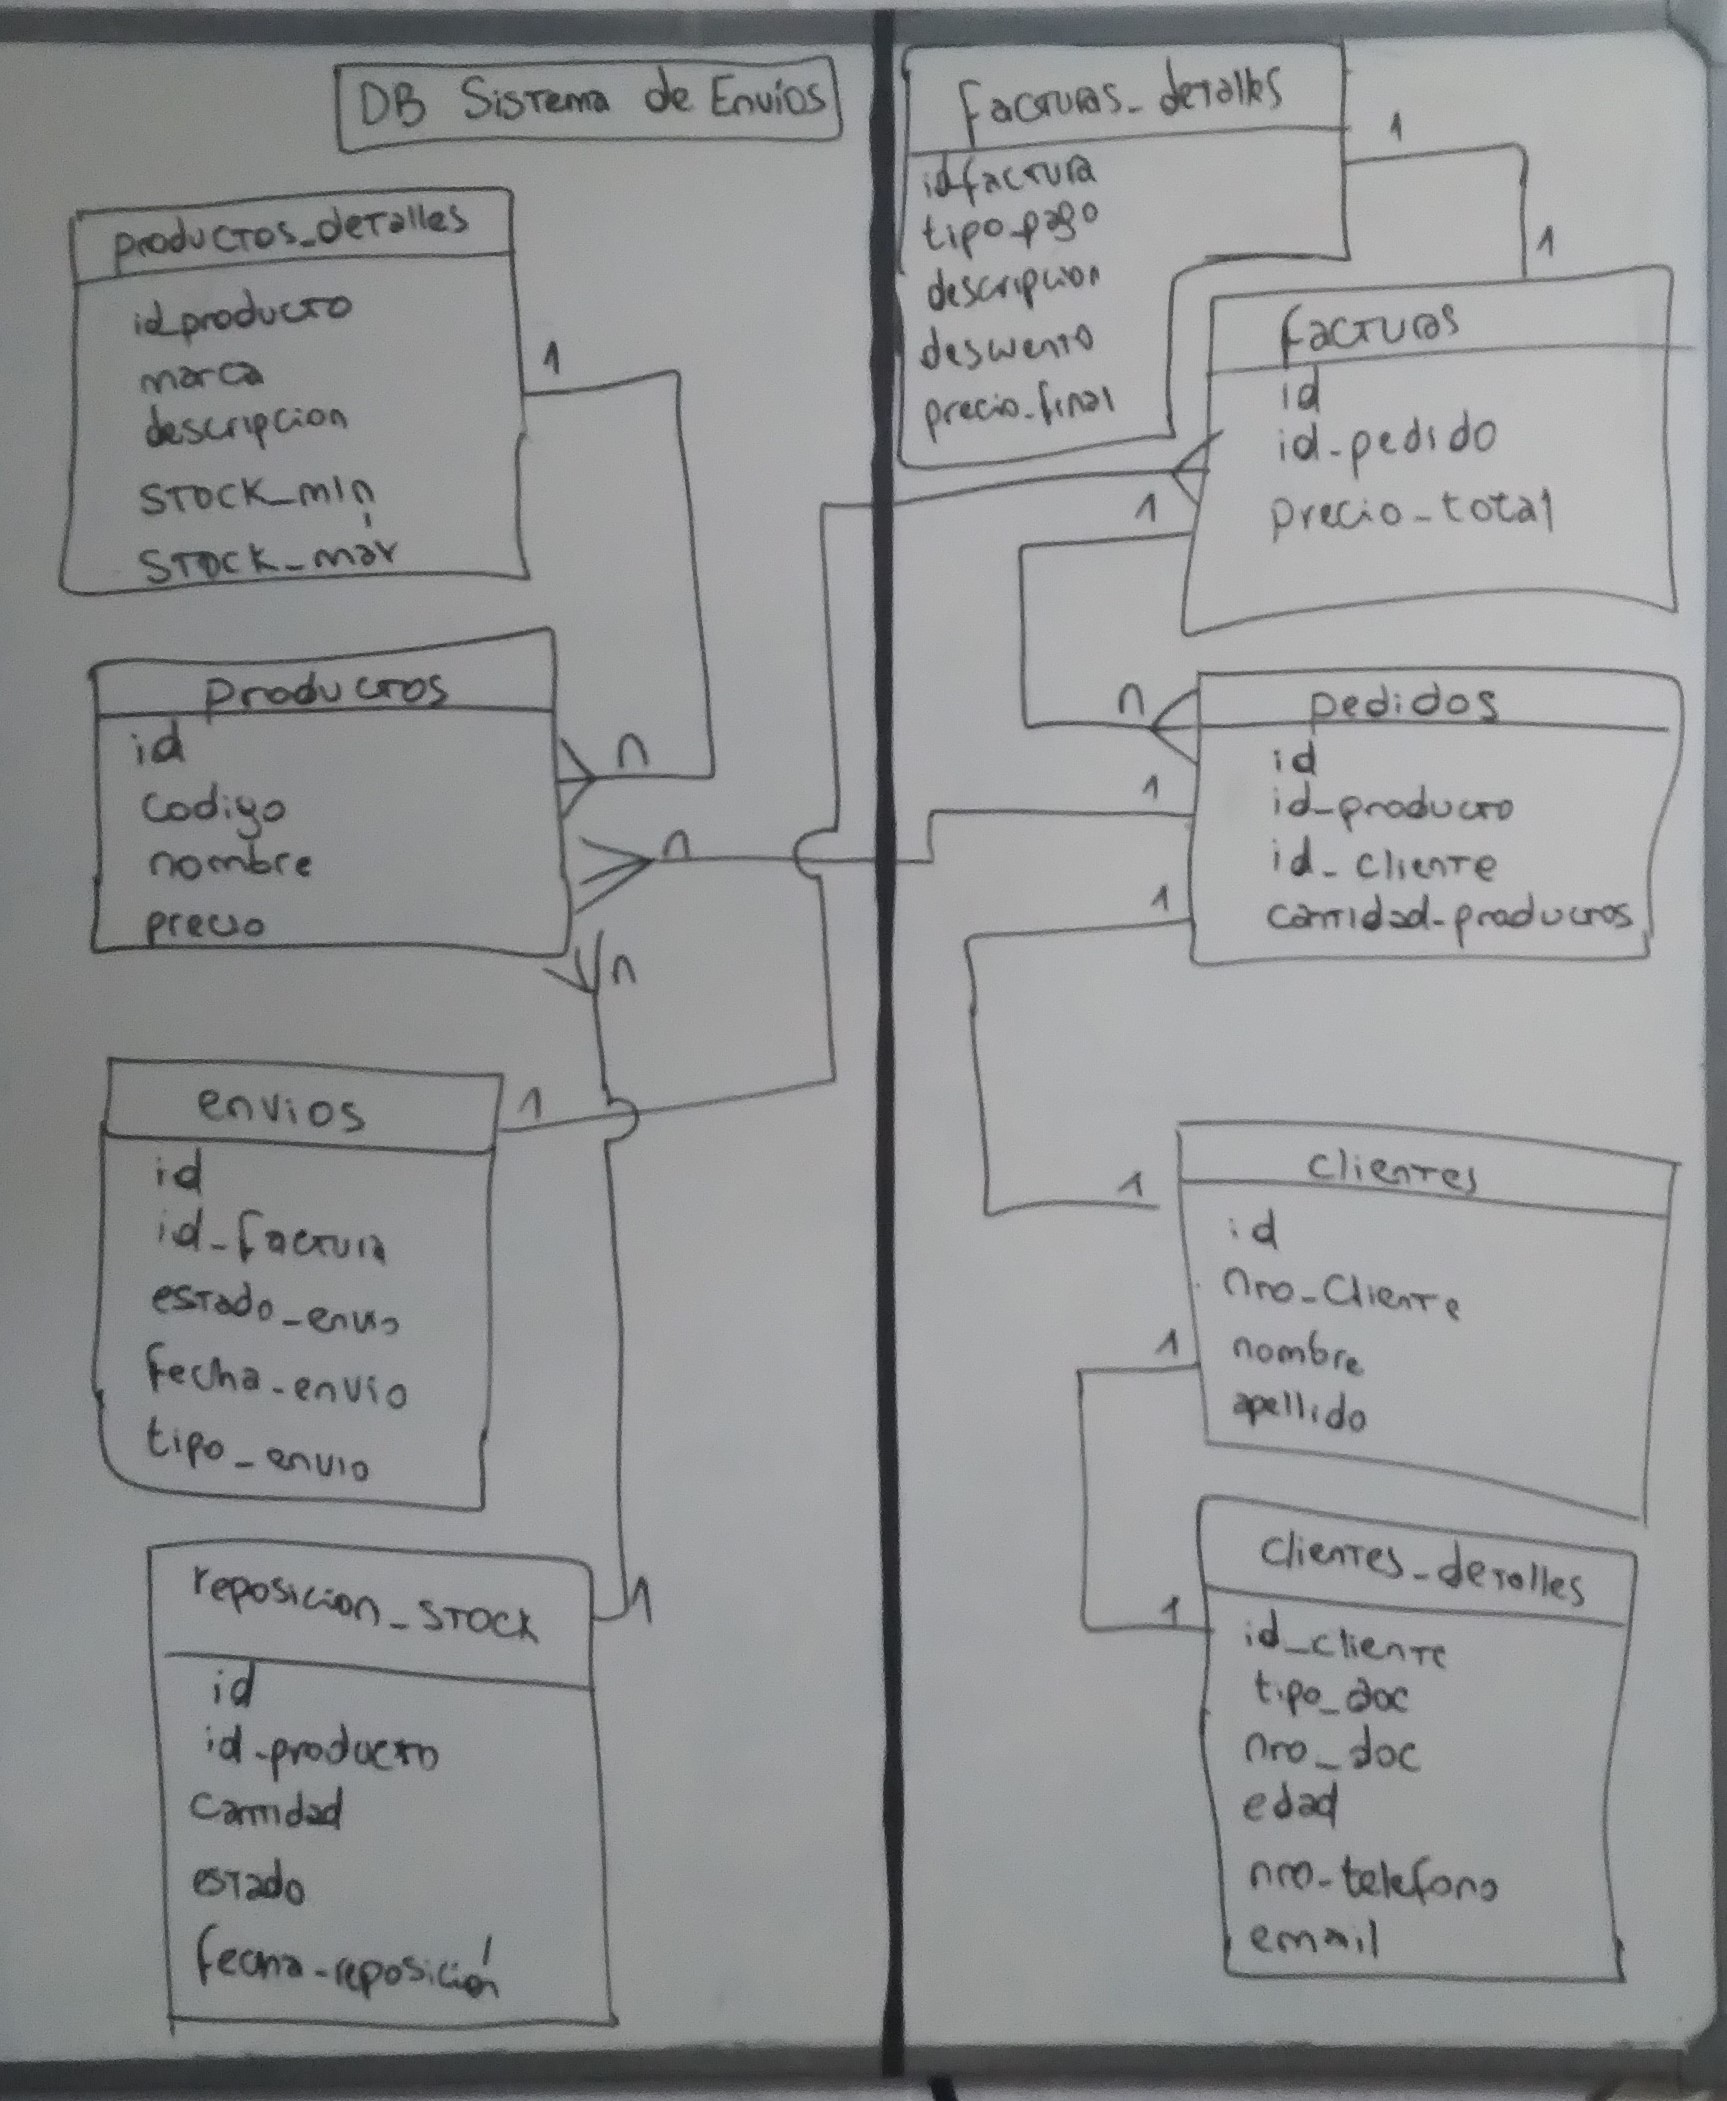 DB Sistema de Envíos
productos_detalles
id_producto
marca
descripcion
stock_min
stock_máx
1
productos
id
codigo
nombre
precio
n
n
n
envios
id
id_factura
estado_envio
fecha_envio
tipo_envio
1
reposicion_stock
id
id_producto
cantidad
estado
fecha_reposición
1
facturas_detalles
id_factura
tipo_pago
descripcion
descuento
precio_final
1
1
facturas
id
id_pedido
precio_total
1
n
pedidos
id
id_producto
id_cliente
cantidad_productos
1
1
clientes
id
nro_cliente
nombre
apellido
1
1
clientes_detalles
id_cliente
tipo_doc
nro_doc
edad
nro_telefono
email
1